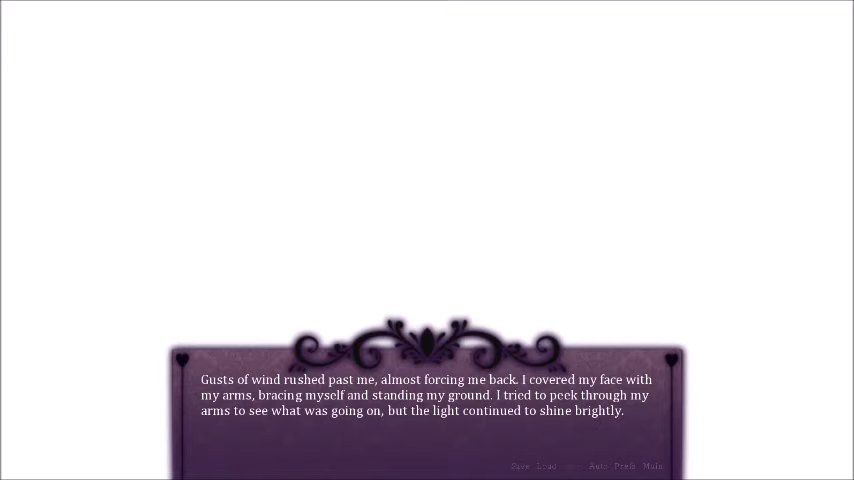 Gusts of wind rushed past me, almost forcing me back. I covered my face with
my arms, bracing myself and standing my ground. I tried to peek through my
arms to see what was going on, but the light continued to shine brightly.
Save Load Auto Prefs Main